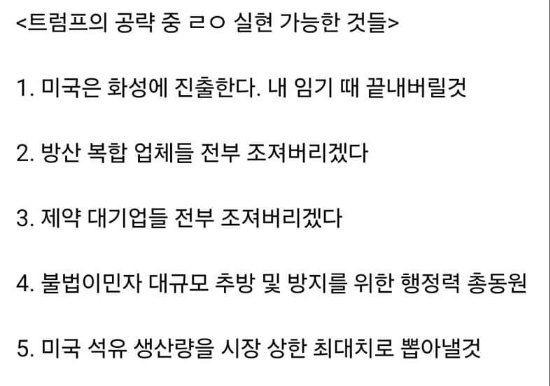 <트럼프의 공략 중 ㄹㅇ 실현 가능한 것들>
1. 미국은 화성에 진출한다. 내 임기 때 끝내버릴것
2. 방산 복합 업체들 전부 조져버리겠다
3. 제약 대기업들 전부 조져버리겠다
4. 불법이민자 대규모 추방 및 방지를 위한 행정력 총동원
5. 미국 석유 생산량을 시장 상한 최대치로 뽑아낼것